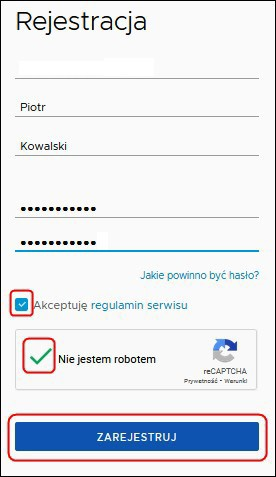 Rejestracja
Piotr
Kowalski
•••••••••••
•••••••••••
Jakie powinno być hasło?
Akceptuję regulamin serwisu
Nie jestem robotem
reCAPTCHA
Prywatność • Warunki
ZAREJESTRUJ